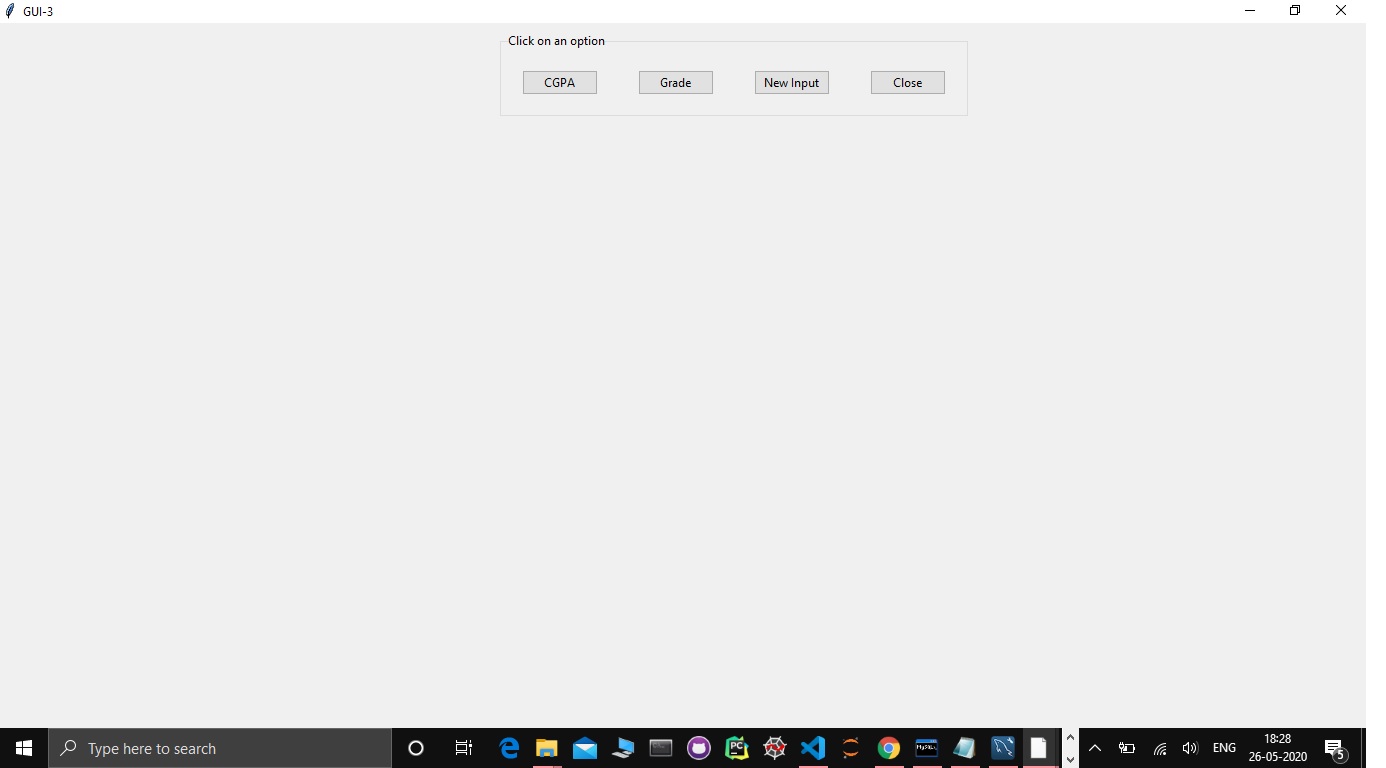 GUI-3
Click on an option
CGPA Grade New Input Close
Type here to search
ENG
18:28
26-05-2020
5